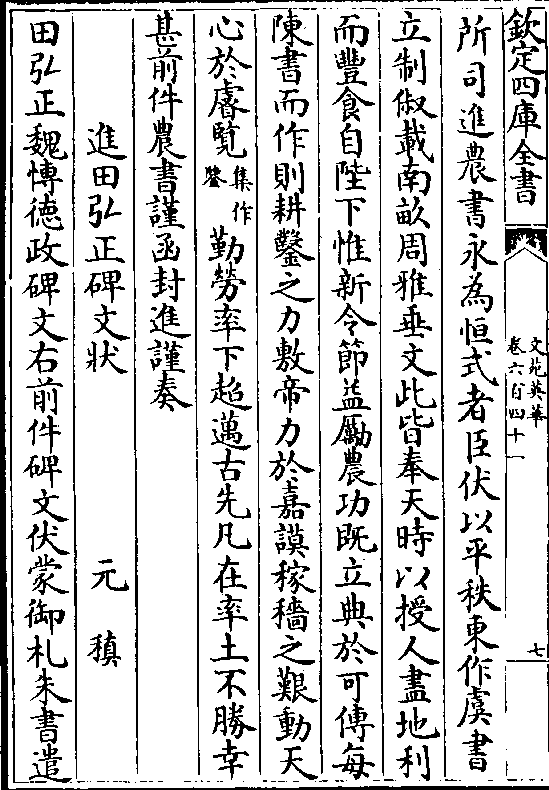 欽定四庫全書
文苑英華
卷六百四十一
七
所司進農書永為恒式者臣伏以平秩東作虞書
立制俶載南畝周雅垂文此皆奉天時以授人盡地利
而豐食自陛下惟新令節益勵農功既立典於可傳每
陳書而作則耕鑿之力敷帝力於嘉謨稼穡之艱動天
心於睿覽集作鑒勤勞率下超邁古先凡在率土不勝幸
甚前件農書謹函封進謹奏
進田弘正碑文狀 元稹
田弘正魏博德政碑文右前件碑文伏蒙御札朱書遣